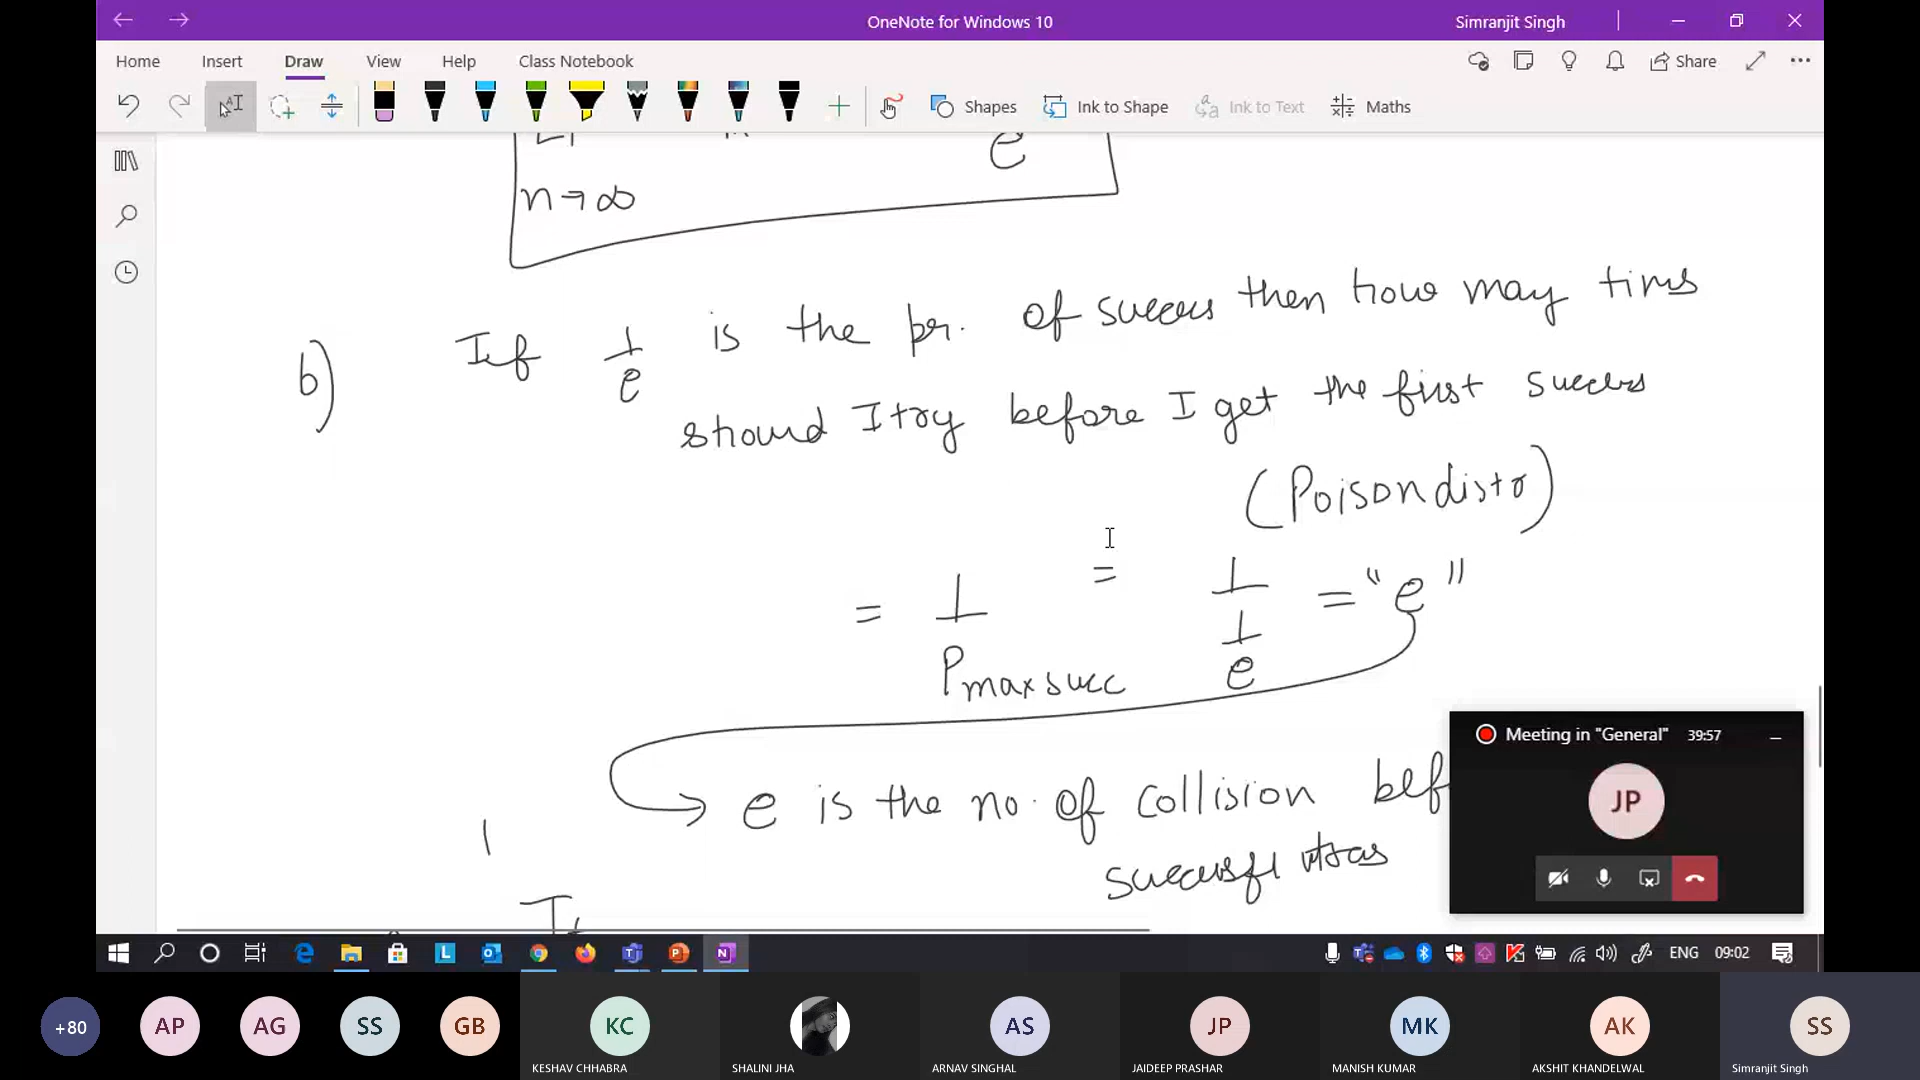 OneNote for Windows 10
Simranjit Singh
Home Insert Draw View Help Class Notebook
Share
Shapes Ink to Shape Ink to Text Maths
e
n→∞
b) If 1/e is the pr. of success then how may tims
should I try before I get the first success
(Poison distr)
= 1/Pmaxsucc = 1/(1/e) = "e"
→ e is the no. of collision bef
Meeting in "General" 39:57
JP
ENG 09:02
+80 AP AG SS GB KC AS JP MK AK SS
KESHAV CHHABRA SHALINI JHA ARNAV SINGHAL JAIDEEP PRASHAR MANISH KUMAR AKSHIT KHANDELWAL Simranjit Singh